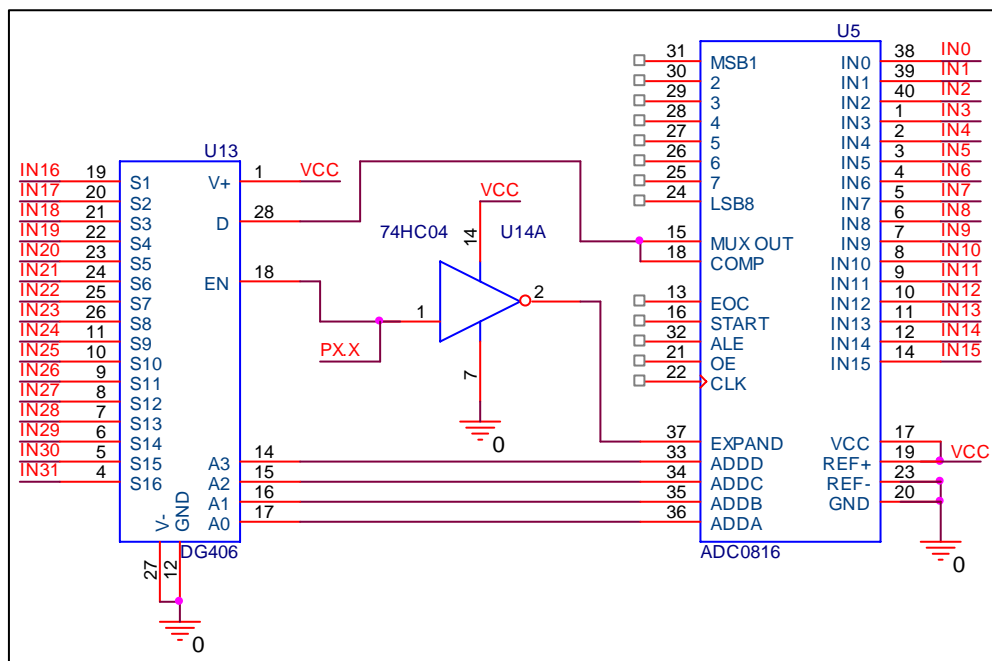 U5
31 MSB1 IN0 38 IN0
30 2 IN1 39 IN1
29 3 IN2 40 IN2
28 4 IN3 1 IN3
27 5 IN4 2 IN4
26 6 IN5 3 IN5
25 7 IN6 4 IN6
24 LSB8 IN7 5 IN7
IN8 6 IN8
15 MUX OUT IN9 7 IN9
18 COMP IN10 8 IN10
IN11 9 IN11
13 EOC IN12 10 IN12
16 START IN13 11 IN13
32 ALE IN14 12 IN14
21 OE IN15 14 IN15
22 CLK
37 EXPAND VCC 17
33 ADDD REF+ 19 VCC
34 ADDC REF- 23
35 ADDB GND 20
36 ADDA
ADC0816
0
U13
IN16 19 S1 V+ 1 VCC
IN17 20 S2
IN18 21 S3 D 28
IN19 22 S4
IN20 23 S5
IN21 24 S6 EN 18
IN22 25 S7
IN23 26 S8
IN24 11 S9
IN25 10 S10
IN26 9 S11
IN27 8 S12
IN28 7 S13
IN29 6 S14
IN30 5 S15 A3 14
IN31 4 S16 A2 15
A1 16
A0 17
V- GND
DG406
27 12
0
VCC
74HC04 14 U14A
1 2
PX.X
7
0